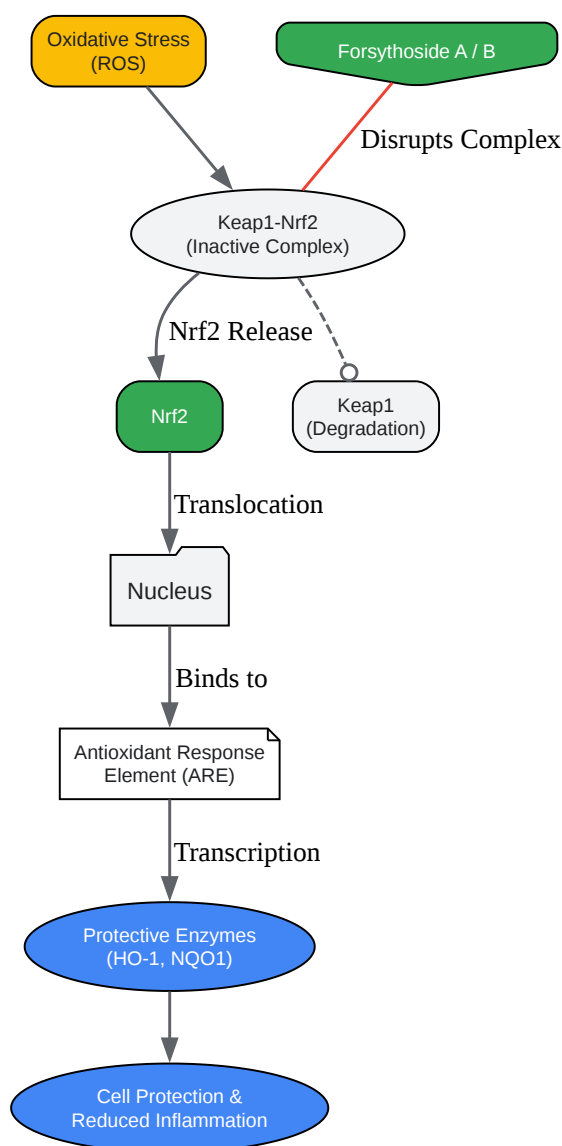 Oxidative Stress
(ROS)
Forsythoside A / B
Disrupts Complex
Keap1-Nrf2
(Inactive Complex)
Nrf2 Release
Nrf2
Keap1
(Degradation)
Translocation
Nucleus
Binds to
Antioxidant Response
Element (ARE)
Transcription
Protective Enzymes
(HO-1, NQO1)
Cell Protection &
Reduced Inflammation